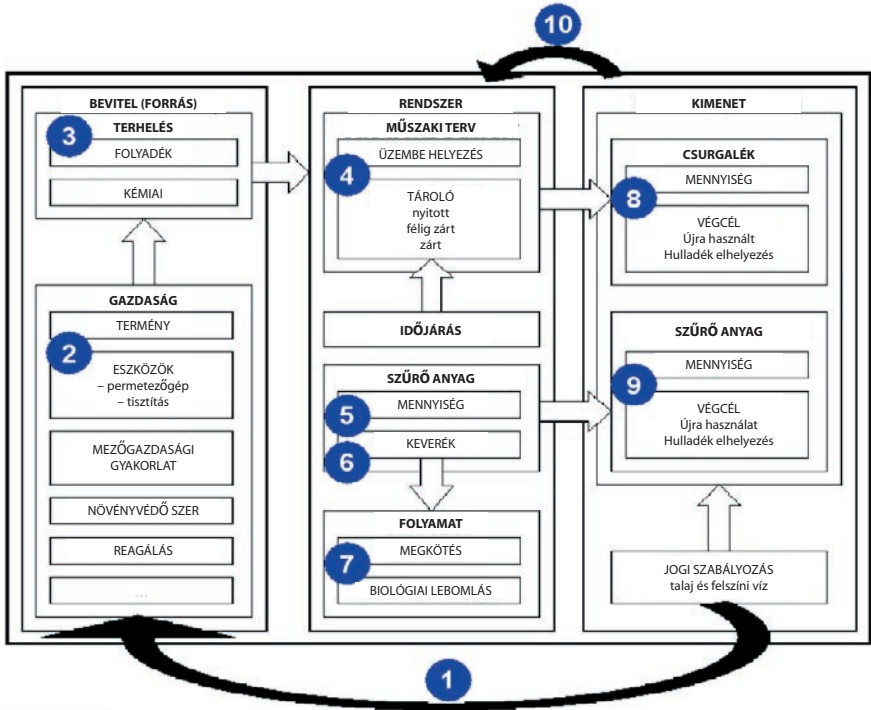 10
BEVITEL (FORRÁS)
TERHELÉS
3
FOLYADÉK
KÉMIAI
GAZDASÁG
TERMÉNY
2
ESZKÖZÖK
– permetezőgép
– tisztítás
MEZŐGAZDASÁGI
GYAKORLAT
NÖVÉNYVÉDŐ SZER
REAGÁLÁS
...
RENDSZER
MŰSZAKI TERV
ÜZEMBE HELYEZÉS
4
TÁROLÓ
nyitott
félig zárt
zárt
IDŐJÁRÁS
SZŰRŐ ANYAG
MENNYISÉG
5
KEVERÉK
6
FOLYAMAT
MEGKÖTÉS
7
BIOLÓGIAI LEBOMLÁS
KIMENET
CSURGALÉK
MENNYISÉG
8
VÉGCÉL
Újra használt
Hulladék elhelyezés
SZŰRŐ ANYAG
MENNYISÉG
9
VÉGCÉL
Újra használat
Hulladék elhelyezés
JOGI SZABÁLYOZÁS
talaj és felszíni víz
1